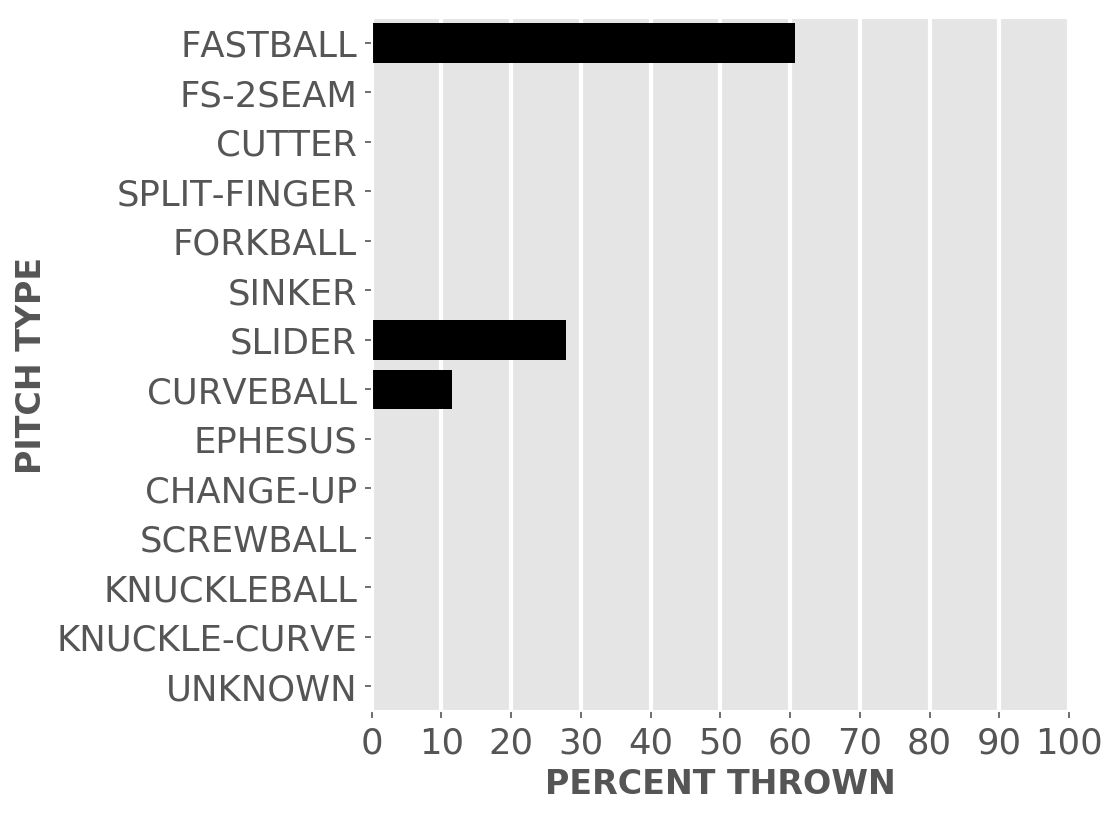 FASTBALL
FS-2SEAM
CUTTER
SPLIT-FINGER
FORKBALL
SINKER
SLIDER
CURVEBALL
EPHESUS
CHANGE-UP
SCREWBALL
KNUCKLEBALL
KNUCKLE-CURVE
UNKNOWN
PITCH TYPE
0 10 20 30 40 50 60 70 80 90 100
PERCENT THROWN